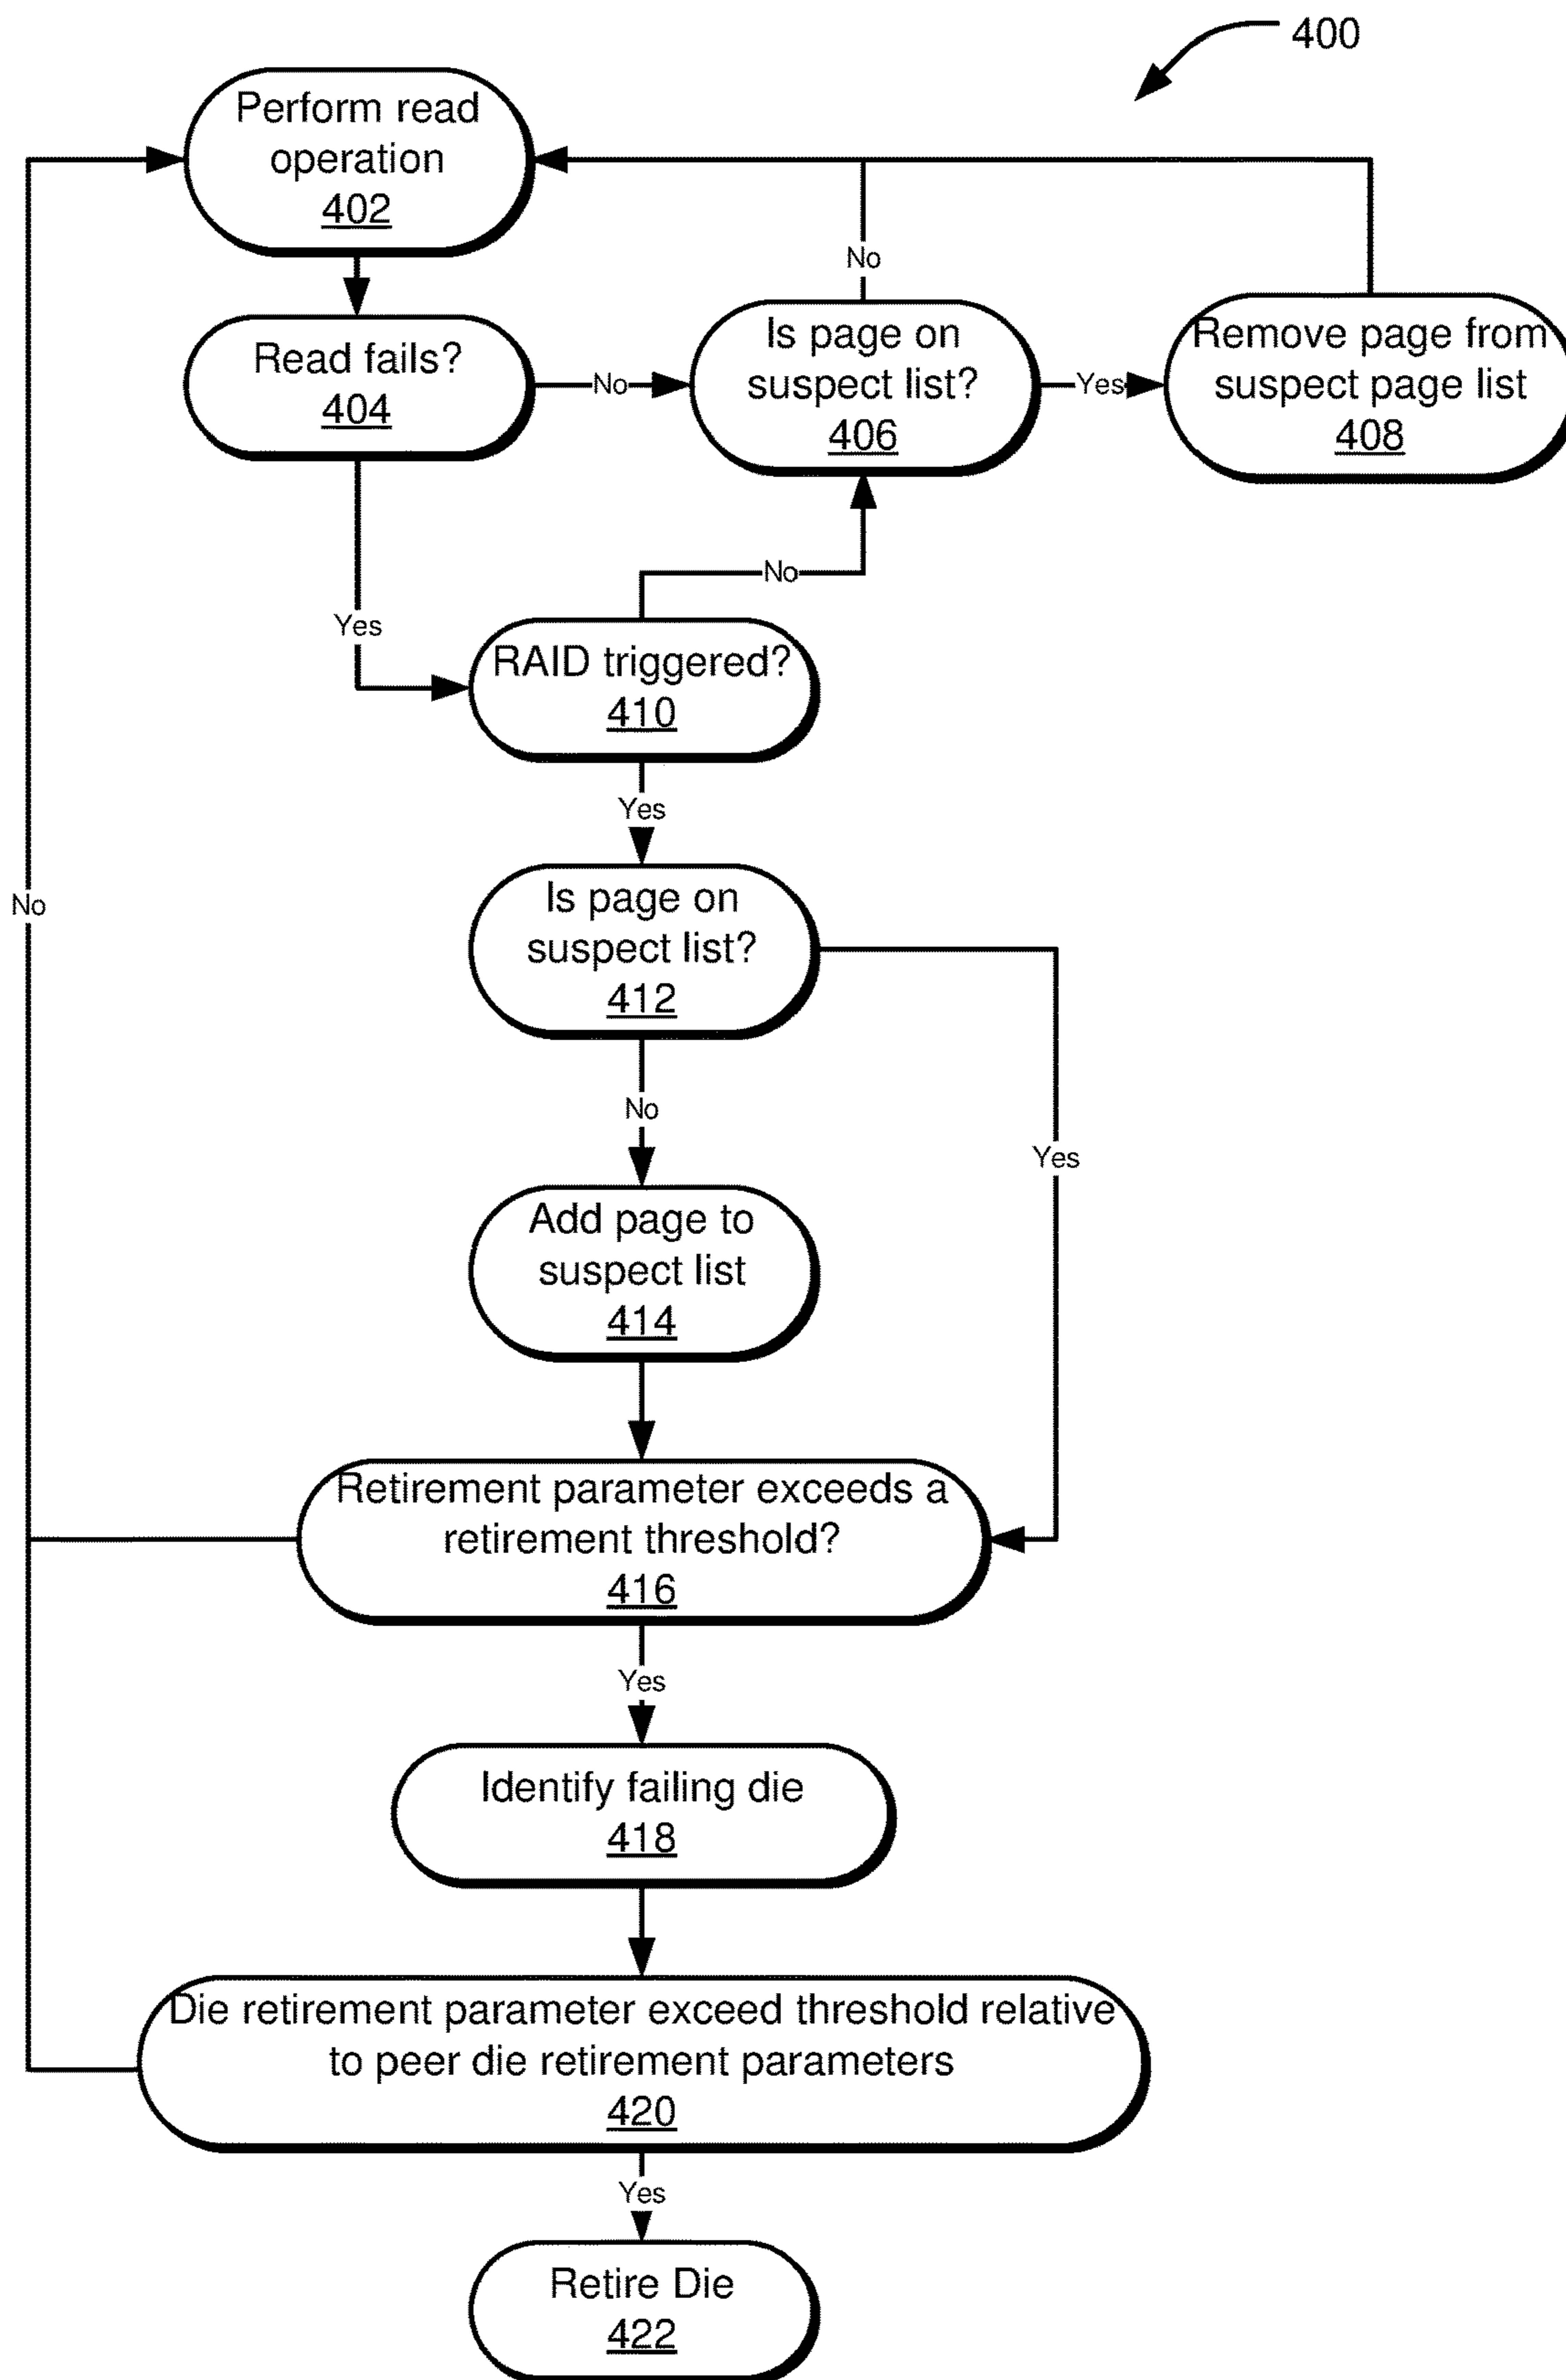 400
Perform read
operation
402
No
Read fails?
404
No
Is page on
suspect list?
406
Yes
Remove page from
suspect page list
408
No
Yes
RAID triggered?
410
Yes
Is page on
suspect list?
412
No
No
Yes
Add page to
suspect list
414
Retirement parameter exceeds a
retirement threshold?
416
Yes
Identify failing die
418
Die retirement parameter exceed threshold relative
to peer die retirement parameters
420
Yes
Retire Die
422